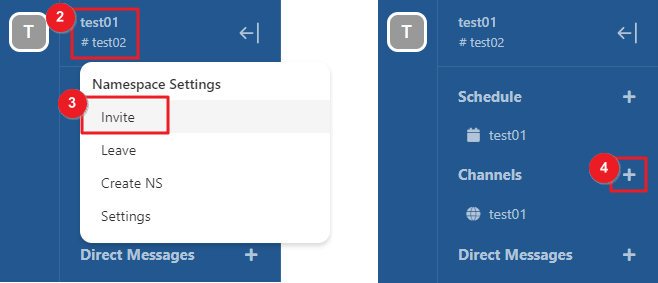 2
test01
T
# test02
Namespace Settings
3
Invite
Leave
Create NS
Settings
Direct Messages +
test01
T
# test02
Schedule +
test01
4
Channels +
test01
Direct Messages +